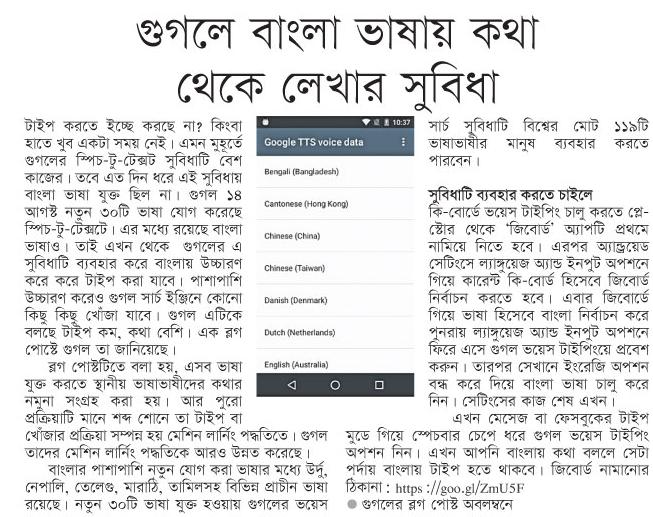 গুগলে বাংলা ভাষায় কথা
থেকে লেখার সুবিধা
টাইপ করতে ইচ্ছে করছে না? কিংবা
হাতে খুব একটা সময় নেই। এমন মুহূর্তে
গুগলের স্পিচ-টু-টেক্সট সুবিধাটি বেশ
কাজের। তবে এত দিন ধরে এই সুবিধায়
বাংলা ভাষা যুক্ত ছিল না। গুগল ১৪
আগস্ট নতুন ৩০টি ভাষা যোগ করেছে
স্পিচ-টু-টেক্সটে। এর মধ্যে রয়েছে বাংলা
ভাষাও। তাই এখন থেকে গুগলের এ
সুবিধাটি ব্যবহার করে বাংলায় উচ্চারণ
করে করে টাইপ করা যাবে। পাশাপাশি
উচ্চারণ করেও গুগল সার্চ ইঞ্জিনে কোনো
কিছু কিছু খোঁজা যাবে। গুগল এটিকে
বলছে টাইপ কম, কথা বেশি। এক ব্লগ
পোস্টে গুগল তা জানিয়েছে।
ব্লগ পোস্টটিতে বলা হয়, এসব ভাষা
যুক্ত করতে স্থানীয় ভাষাভাষীদের কথার
নমুনা সংগ্রহ করা হয়। আর পুরো
প্রক্রিয়াটি মানে শব্দ শোনে তা টাইপ বা
খোঁজার প্রক্রিয়া সম্পন্ন হয় মেশিন লার্নিং পদ্ধতিতে। গুগল
তাদের মেশিন লার্নিং পদ্ধতিকে আরও উন্নত করেছে।
বাংলার পাশাপাশি নতুন যোগ করা ভাষার মধ্যে উর্দু,
নেপালি, তেলেগু, মারাঠি, তামিলসহ বিভিন্ন প্রাচীন ভাষা
রয়েছে। নতুন ৩০টি ভাষা যুক্ত হওয়ায় গুগলের ভয়েস
10:37
Google TTS voice data
Bengali (Bangladesh)
Cantonese (Hong Kong)
Chinese (China)
Chinese (Taiwan)
Danish (Denmark)
Dutch (Netherlands)
English (Australia)
সার্চ সুবিধাটি বিশ্বের মোট ১১৯টি
ভাষাভাষীর মানুষ ব্যবহার করতে
পারবেন।
সুবিধাটি ব্যবহার করতে চাইলে
কি-বোর্ডে ভয়েস টাইপিং চালু করতে প্লে-
স্টোর থেকে 'জিবোর্ড' অ্যাপটি প্রথমে
নামিয়ে নিতে হবে। এরপর অ্যান্ড্রয়েড
সেটিংসে ল্যাঙ্গুয়েজ অ্যান্ড ইনপুট অপশনে
গিয়ে কারেন্ট কি-বোর্ড হিসেবে জিবোর্ড
নির্বাচন করতে হবে। এবার জিবোর্ডে
গিয়ে ভাষা হিসেবে বাংলা নির্বাচন করে
পুনরায় ল্যাঙ্গুয়েজ অ্যান্ড ইনপুট অপশনে
ফিরে এসে গুগল ভয়েস টাইপিংয়ে প্রবেশ
করুন। তারপর সেখানে ইংরেজি অপশন
বন্ধ করে দিয়ে বাংলা ভাষা চালু করে
নিন। সেটিংসের কাজ শেষ এখন।
এখন মেসেজ বা ফেসবুকের টাইপ
মুডে গিয়ে স্পেচবার চেপে ধরে গুগল ভয়েস টাইপিং
অপশন নিন। এখন আপনি বাংলায় কথা বললে সেটা
পর্দায় বাংলায় টাইপ হতে থাকবে। জিবোর্ড নামানোর
ঠিকানা: https://goo.gl/ZmU5F
● গুগলের ব্লগ পোস্ট অবলম্বনে